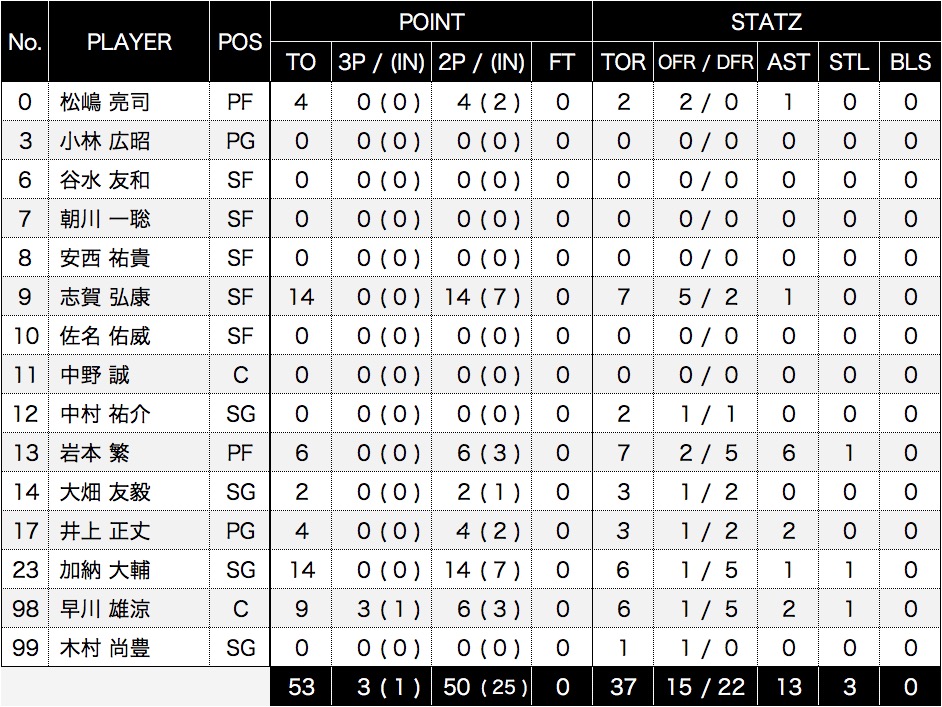 No. PLAYER POS POINT STATZ
TO 3P / (IN) 2P / (IN) FT TOR OFR / DFR AST STL BLS
0 松嶋 亮司 PF 4 0 ( 0 ) 4 ( 2 ) 0 2 2 / 0 1 0 0
3 小林 広昭 PG 0 0 ( 0 ) 0 ( 0 ) 0 0 0 / 0 0 0 0
6 谷水 友和 SF 0 0 ( 0 ) 0 ( 0 ) 0 0 0 / 0 0 0 0
7 朝川 一聡 SF 0 0 ( 0 ) 0 ( 0 ) 0 0 0 / 0 0 0 0
8 安西 祐貴 SF 0 0 ( 0 ) 0 ( 0 ) 0 0 0 / 0 0 0 0
9 志賀 弘康 SF 14 0 ( 0 ) 14 ( 7 ) 0 7 5 / 2 1 0 0
10 佐名 佑威 SF 0 0 ( 0 ) 0 ( 0 ) 0 0 0 / 0 0 0 0
11 中野 誠 C 0 0 ( 0 ) 0 ( 0 ) 0 0 0 / 0 0 0 0
12 中村 祐介 SG 0 0 ( 0 ) 0 ( 0 ) 0 2 1 / 1 0 0 0
13 岩本 繁 PF 6 0 ( 0 ) 6 ( 3 ) 0 7 2 / 5 6 1 0
14 大畑 友毅 SG 2 0 ( 0 ) 2 ( 1 ) 0 3 1 / 2 0 0 0
17 井上 正丈 PG 4 0 ( 0 ) 4 ( 2 ) 0 3 1 / 2 2 0 0
23 加納 大輔 SG 14 0 ( 0 ) 14 ( 7 ) 0 6 1 / 5 1 1 0
98 早川 雄涼 C 9 3 ( 1 ) 6 ( 3 ) 0 6 1 / 5 2 1 0
99 木村 尚豊 SG 0 0 ( 0 ) 0 ( 0 ) 0 1 1 / 0 0 0 0
53 3 ( 1 ) 50 ( 25 ) 0 37 15 / 22 13 3 0